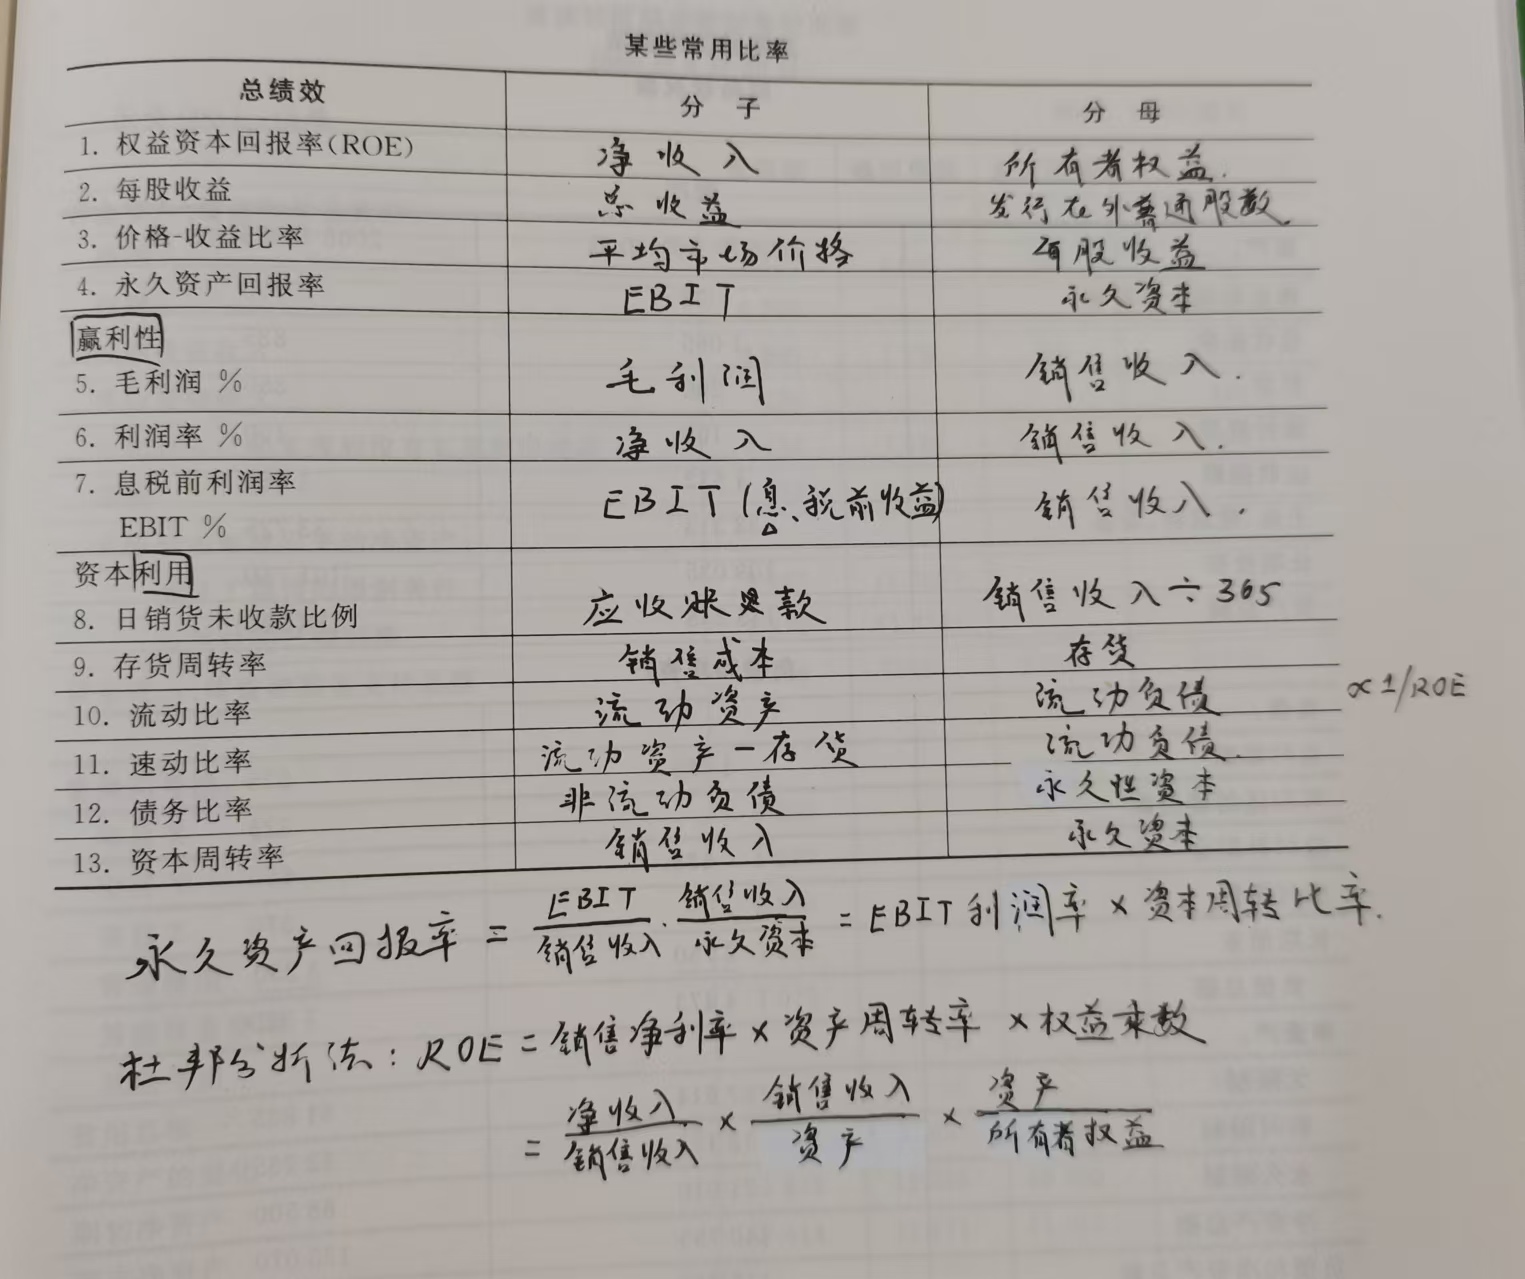 某些常用比率
总绩效 分 子 分 母
1. 权益资本回报率(ROE) 净收入 所有者权益.
2. 每股收益 总收益 发行在外普通股数.
3. 价格-收益比率 平均市场价格 每股收益
4. 永久资产回报率 EBIT 永久资本
赢利性
5. 毛利润 % 毛利润 销售收入.
6. 利润率 % 净收入 销售收入.
7. 息税前利润率 EBIT(息、税前收益) 销售收入.
EBIT %
资本利用
8. 日销货未收款比例 应收账款 销售收入÷365
9. 存货周转率 销售成本 存货
10. 流动比率 流动资产 流动负债 ∝1/ROE
11. 速动比率 流动资产-存货 流动负债.
12. 债务比率 非流动负债 永久性资本
13. 资本周转率 销售收入 永久资本
永久资产回报率 = EBIT/销售收入 · 销售收入/永久资本 = EBIT利润率 × 资本周转比率.
杜邦分析法: ROE = 销售净利率 × 资产周转率 × 权益乘数
= 净收入/销售收入 × 销售收入/资产 × 资产/所有者权益